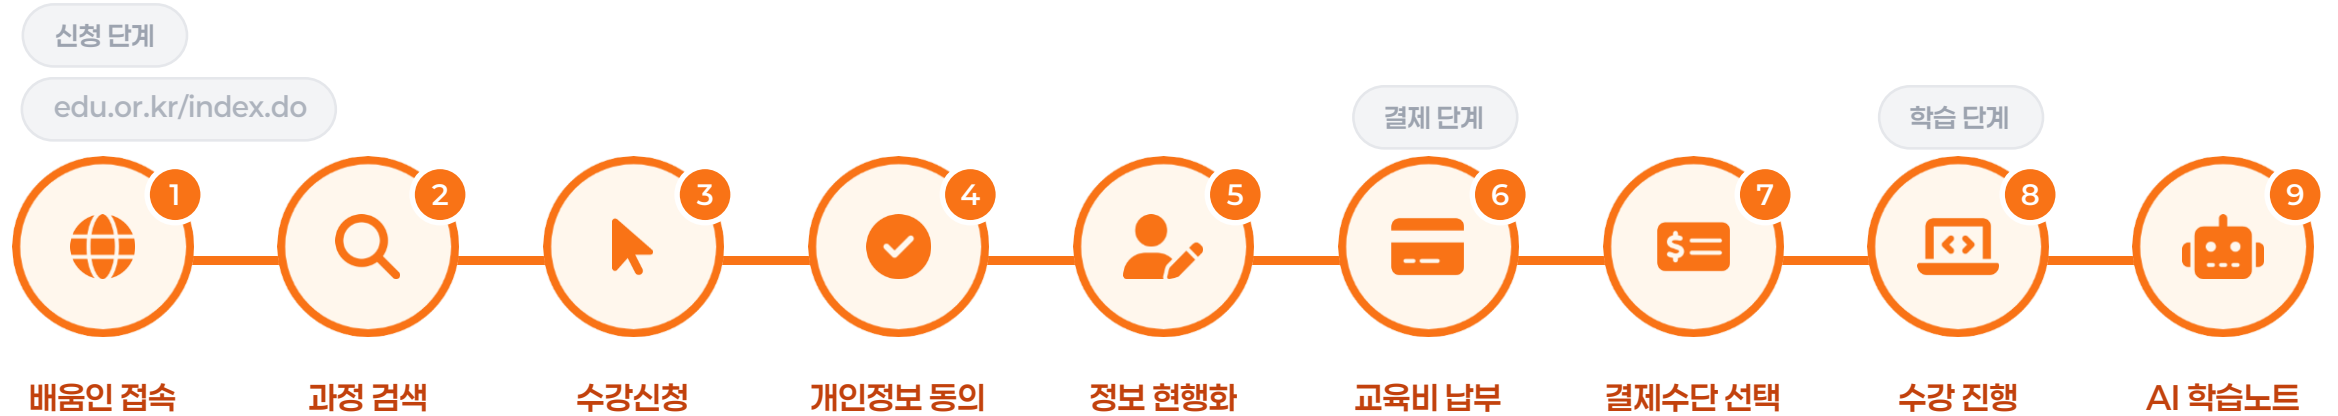 신청 단계
edu.or.kr/index.do
결제 단계
학습 단계
1
2
3
4
5
6
7
8
9
배움인 접속
과정 검색
수강신청
개인정보 동의
정보 현행화
교육비 납부
결제수단 선택
수강 진행
AI 학습노트